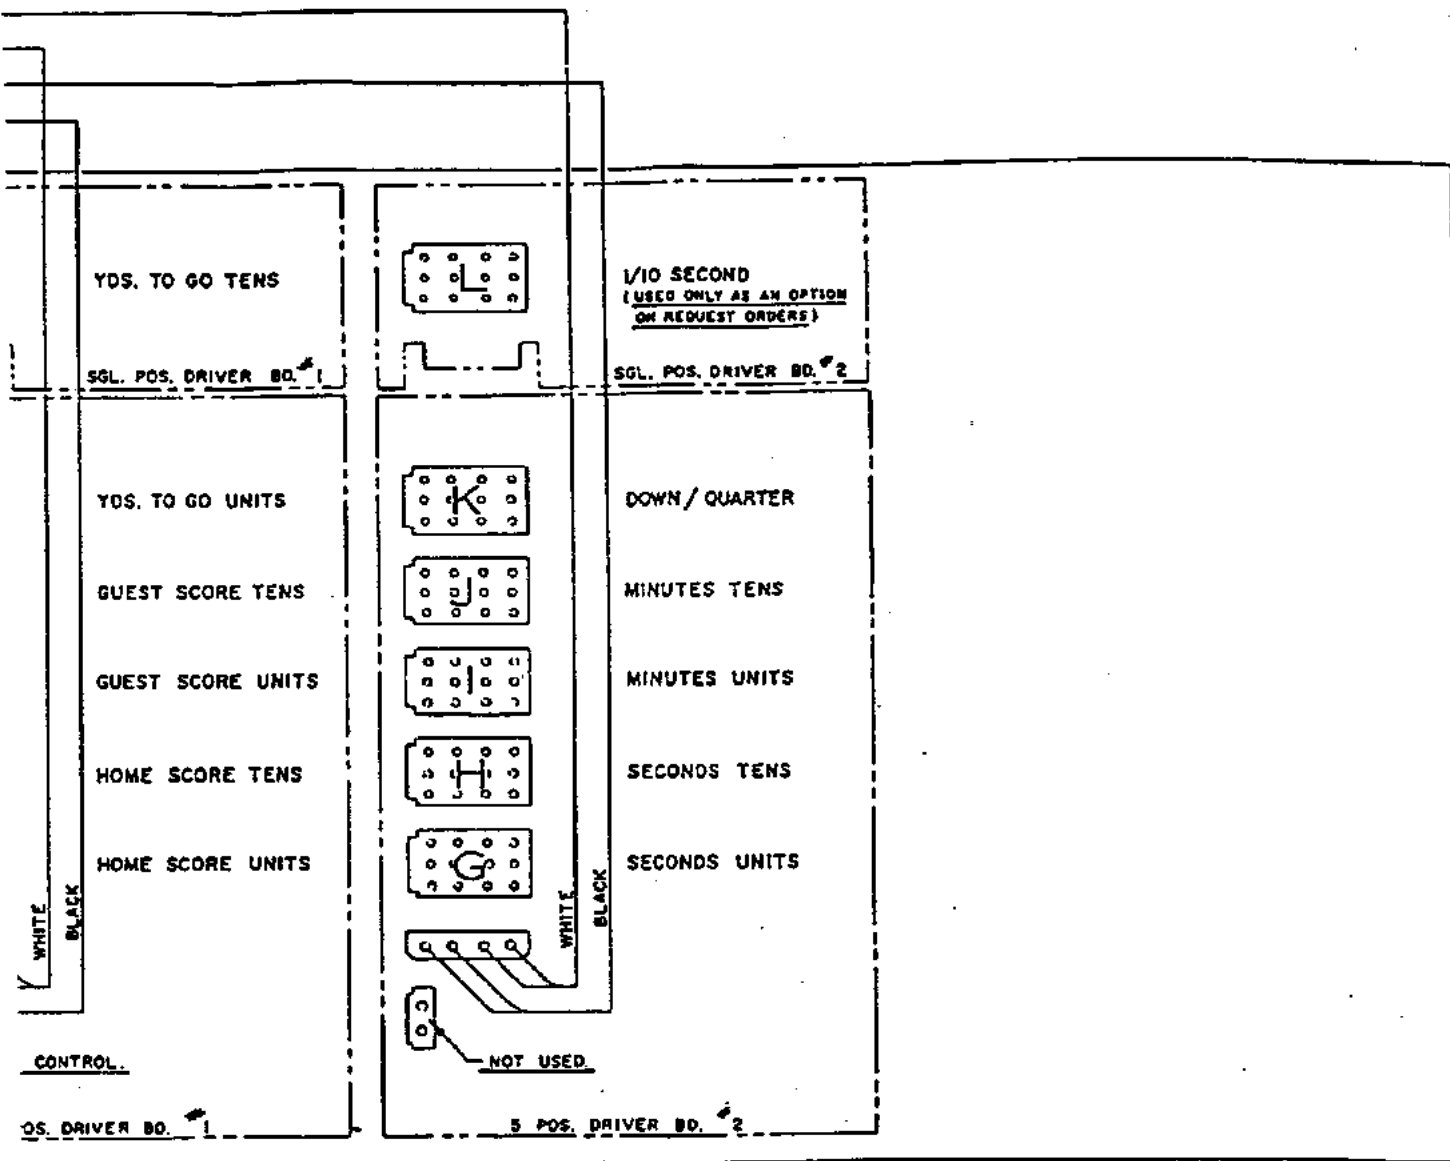 YDS. TO GO TENS
SGL. POS. DRIVER BD. #1
YDS. TO GO UNITS
GUEST SCORE TENS
GUEST SCORE UNITS
HOME SCORE TENS
HOME SCORE UNITS
WHITE
BLACK
CONTROL.
OS. DRIVER BD. #1
L
1/10 SECOND
(USED ONLY AS AN OPTION
ON REQUEST ORDERS)
SGL. POS. DRIVER BD. #2
K
DOWN / QUARTER
J
MINUTES TENS
I
MINUTES UNITS
H
SECONDS TENS
G
SECONDS UNITS
WHITE
BLACK
NOT USED.
5 POS. DRIVER BD. #2